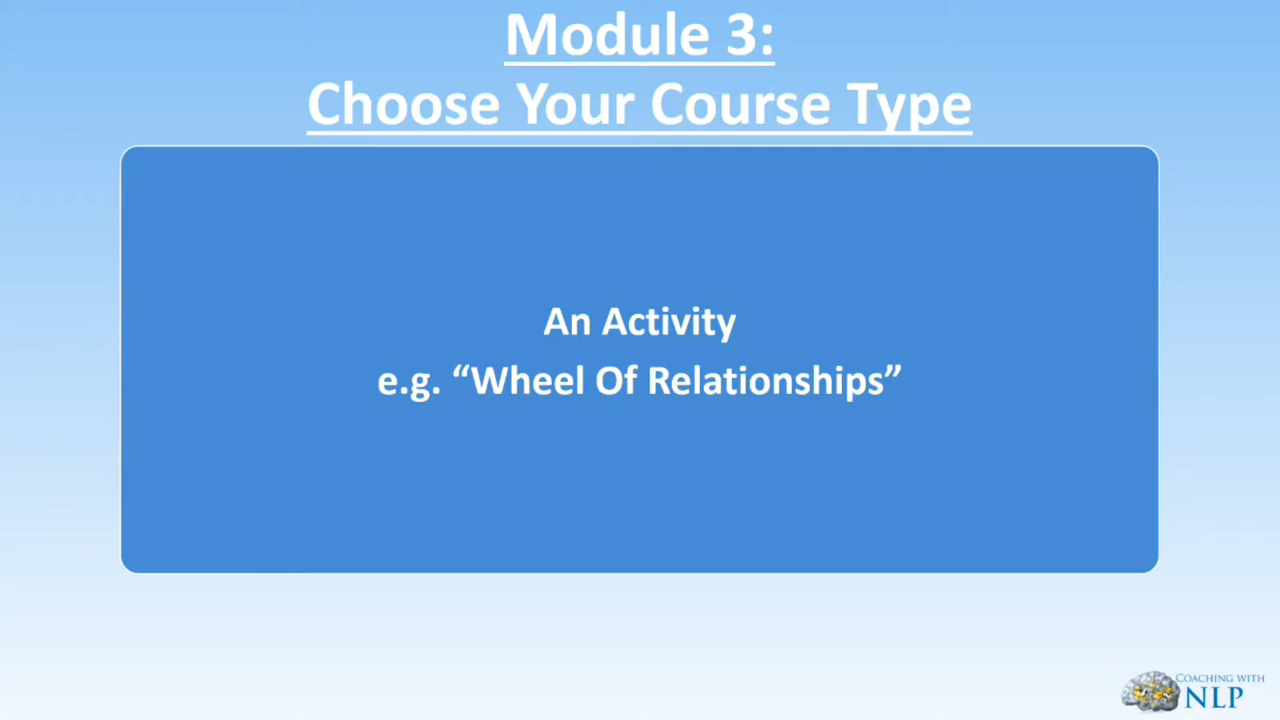 Module 3:
Choose Your Course Type
An Activity
e.g. “Wheel Of Relationships”
COACHING WITH
NLP